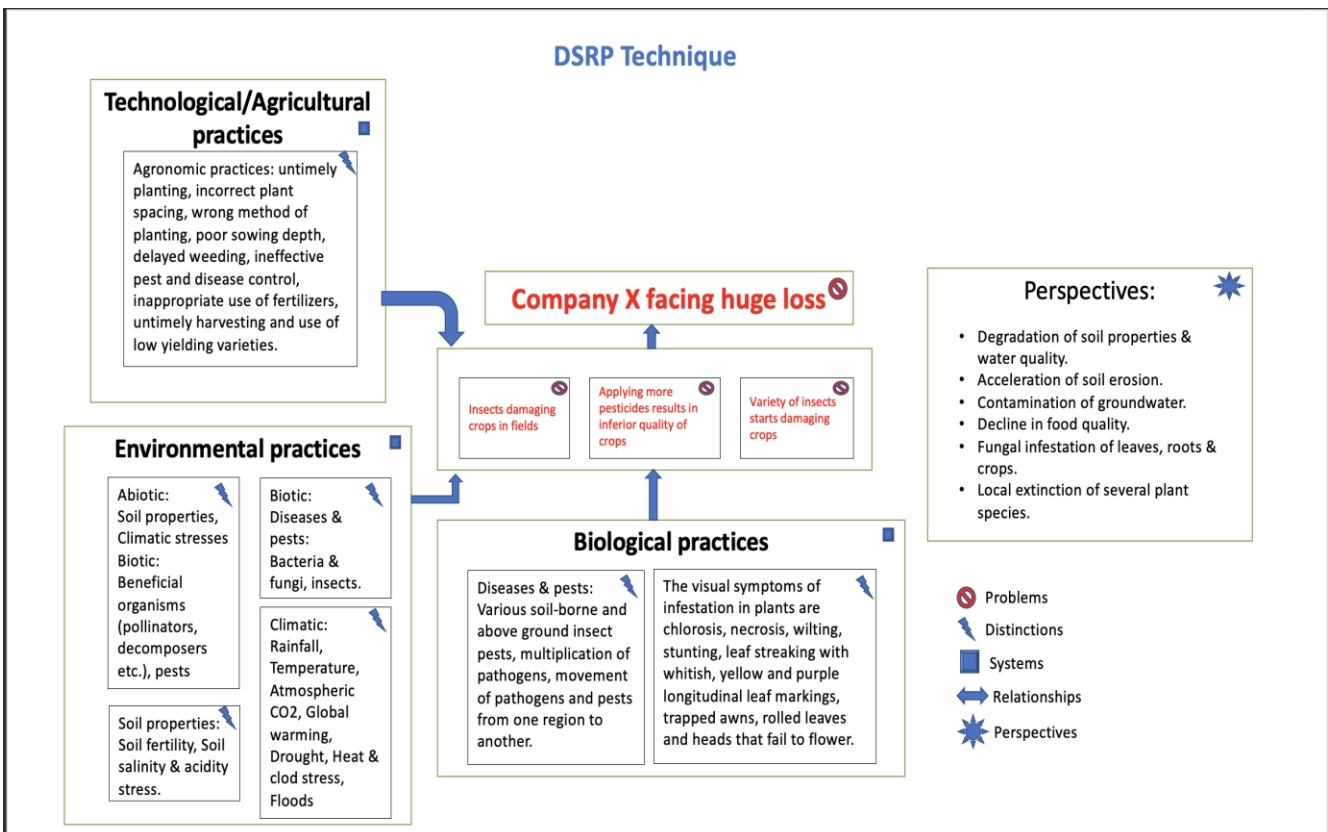 DSRP Technique
Technological/Agricultural
practices
Agronomic practices: untimely
planting, incorrect plant
spacing, wrong method of
planting, poor sowing depth,
delayed weeding, ineffective
pest and disease control,
inappropriate use of fertilizers,
untimely harvesting and use of
low yielding varieties.
Company X facing huge loss
Insects damaging
crops in fields
Applying more
pesticides results in
inferior quality of
crops
Variety of insects
starts damaging
crops
Environmental practices
Abiotic:
Soil properties,
Climatic stresses
Biotic:
Beneficial
organisms
(pollinators,
decomposers
etc.), pests
Biotic:
Diseases &
pests:
Bacteria &
fungi, insects.
Soil properties:
Soil fertility, Soil
salinity & acidity
stress.
Climatic:
Rainfall,
Temperature,
Atmospheric
CO2, Global
warming,
Drought, Heat &
clod stress,
Floods
Biological practices
Diseases & pests:
Various soil-borne and
above ground insect
pests, multiplication of
pathogens, movement of
pathogens and pests
from one region to
another.
The visual symptoms of
infestation in plants are
chlorosis, necrosis, wilting,
stunting, leaf streaking with
whitish, yellow and purple
longitudinal leaf markings,
trapped awns, rolled leaves
and heads that fail to flower.
Perspectives:
• Degradation of soil properties &
water quality.
• Acceleration of soil erosion.
• Contamination of groundwater.
• Decline in food quality.
• Fungal infestation of leaves, roots &
crops.
• Local extinction of several plant
species.
Problems
Distinctions
Systems
Relationships
Perspectives